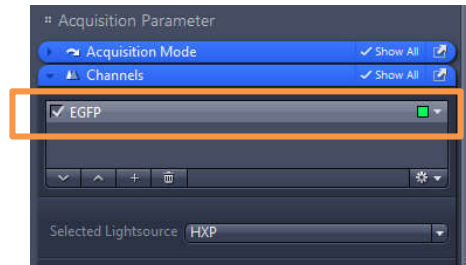 Acquisition Parameter
Acquisition Mode Show All
Channels Show All
EGFP
Selected Lightsource HXP